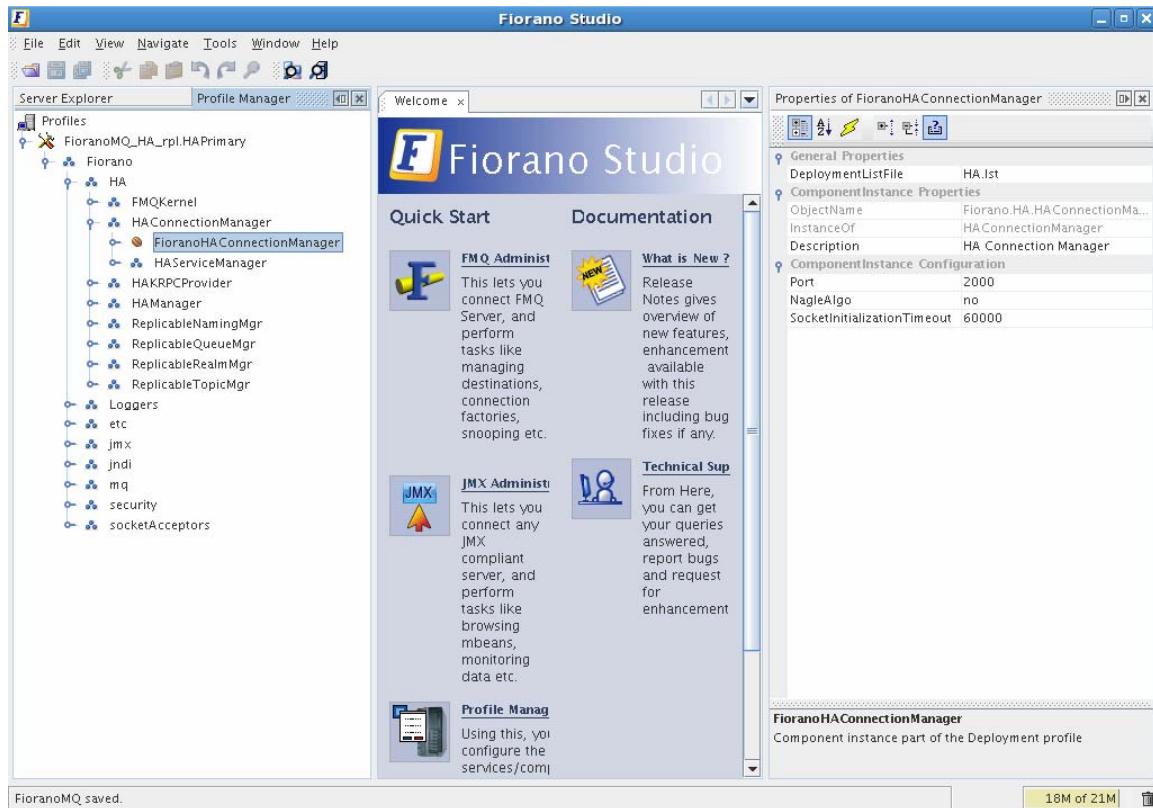 Fiorano Studio
File Edit View Navigate Tools Window Help
Server Explorer
Profile Manager
Profiles
FioranoMQ_HA_rpl.HAPrimary
Fiorano
HA
FMQKernel
HAConnectionManager
FioranoHAConnectionManager
HAServiceManager
HAKRPCProvider
HAManager
ReplicableNamingMgr
ReplicableQueueMgr
ReplicableRealmMgr
ReplicableTopicMgr
Loggers
etc
jmx
jndi
mq
security
socketAcceptors
Welcome
F Fiorano Studio
Quick Start
FMQ Administ
This lets you
connect FMQ
Server, and
perform
tasks like
managing
destinations,
connection
factories,
snooping etc.
JMX
JMX Administ
This lets you
connect any
JMX
compliant
server, and
perform
tasks like
browsing
mbeans,
monitoring
data etc.
Profile Manag
Using this, you
configure the
services/comp
Documentation
NEW
What is New ?
Release
Notes gives
overview of
new features,
enhancement
available
with this
release
including bug
fixes if any.
Technical Sup
From Here,
you can get
your queries
answered,
report bugs
and request
for
enhancement
Properties of FioranoHAConnectionManager
General Properties
DeploymentListFile HA.lst
ComponentInstance Properties
ObjectName Fiorano.HA.HAConnectionMa...
InstanceOf HAConnectionManager
Description HA Connection Manager
ComponentInstance Configuration
Port 2000
NagleAlgo no
SocketInitializationTimeout 60000
FioranoHAConnectionManager
Component instance part of the Deployment profile
FioranoMQ saved.
18M of 21M